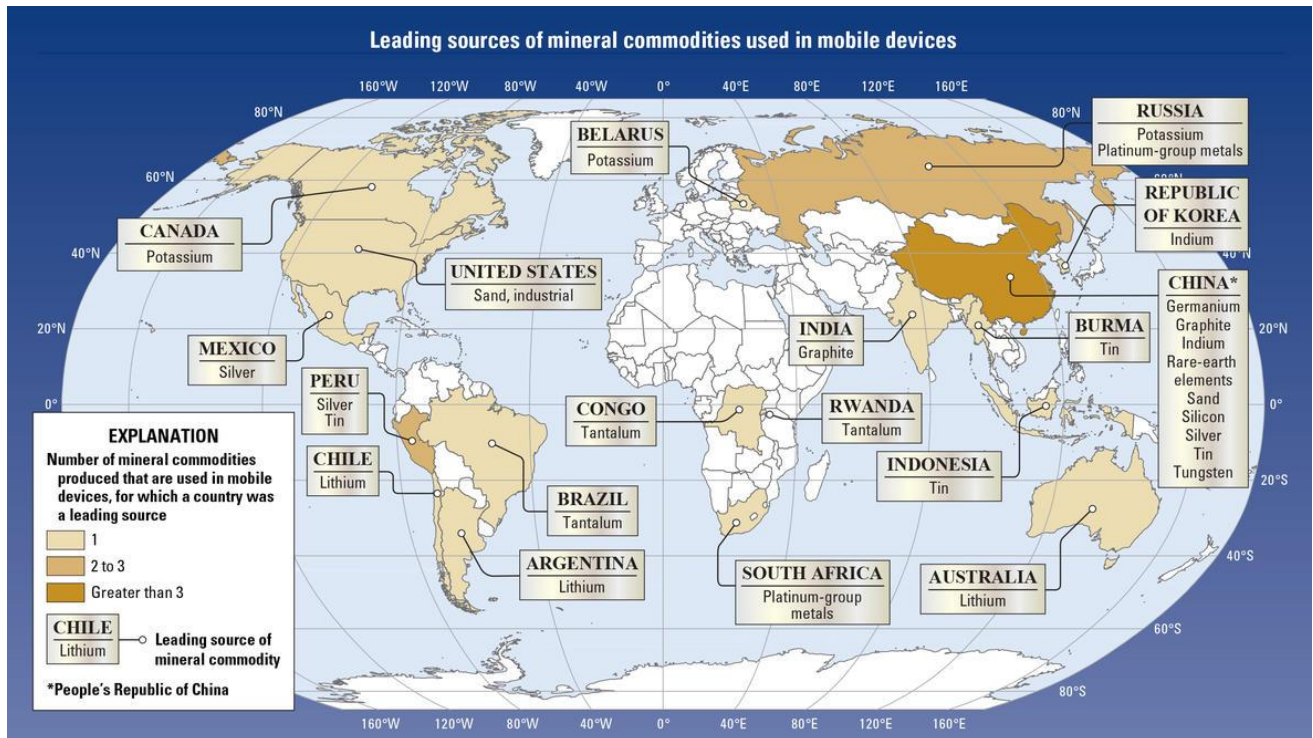 Leading sources of mineral commodities used in mobile devices
160°W 120°W 80°W 40°W 0° 40°E 80°E 120°E 160°E
80°N
80°N
60°N
40°N
40°N
20°N
20°N
0°
0°
20°S
40°S
60°S
80°S
BELARUS
Potassium
RUSSIA
Potassium
Platinum-group metals
REPUBLIC
OF KOREA
Indium
CANADA
Potassium
UNITED STATES
Sand, industrial
CHINA*
Germanium
Graphite
Indium
Rare-earth
elements
Sand
Silicon
Silver
Tin
Tungsten
MEXICO
Silver
INDIA
Graphite
BURMA
Tin
PERU
Silver
Tin
CONGO
Tantalum
RWANDA
Tantalum
CHILE
Lithium
INDONESIA
Tin
BRAZIL
Tantalum
ARGENTINA
Lithium
SOUTH AFRICA
Platinum-group
metals
AUSTRALIA
Lithium
EXPLANATION
Number of mineral commodities
produced that are used in mobile
devices, for which a country was
a leading source
1
2 to 3
Greater than 3
CHILE
Lithium
Leading source of
mineral commodity
*People's Republic of China
160°W 120°W 80°W 40°W 0° 40°E 80°E 120°E 160°E